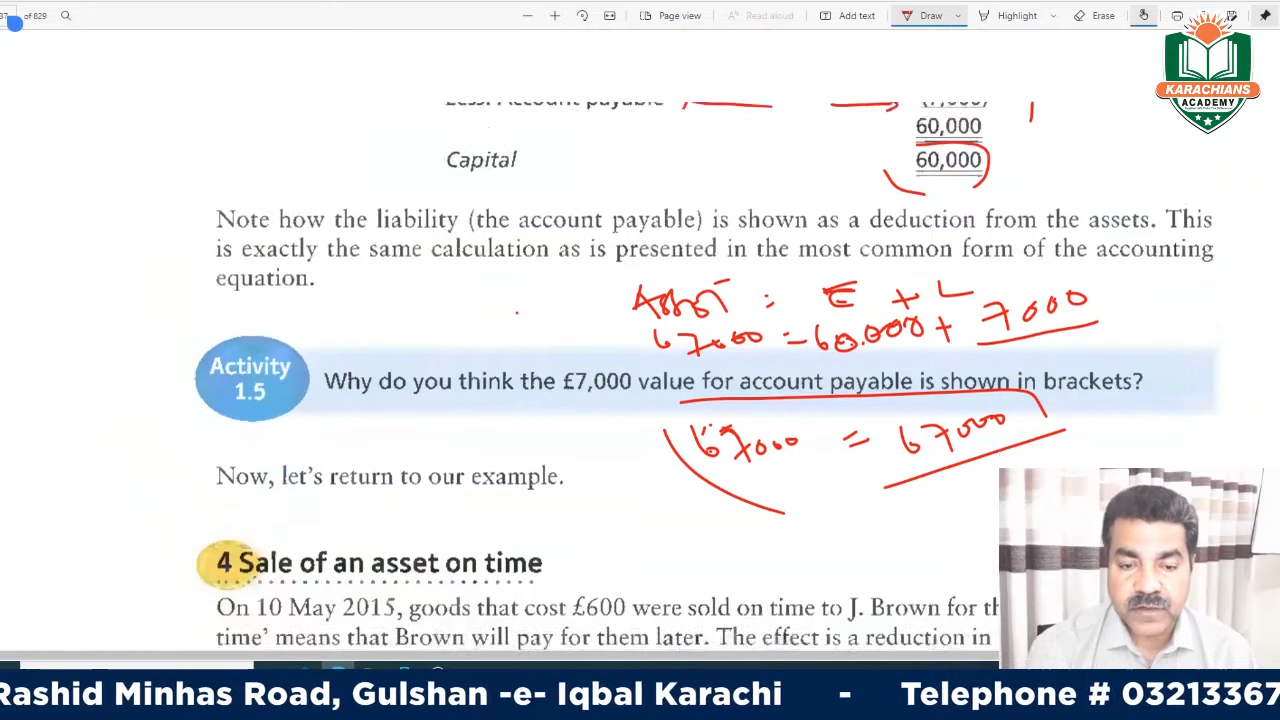 37 of 829
Page view
Read aloud
Add text
Draw
Highlight
Erase
KARACHIANS
ACADEMY
Less: Account payable (7,000)
60,000
Capital 60,000
Note how the liability (the account payable) is shown as a deduction from the assets. This
is exactly the same calculation as is presented in the most common form of the accounting
equation.
Asset = E + L
67000 = 60.000 + 7000
Activity
1.5
Why do you think the £7,000 value for account payable is shown in brackets?
67000 = 67000
Now, let's return to our example.
4 Sale of an asset on time
On 10 May 2015, goods that cost £600 were sold on time to J. Brown for th
time' means that Brown will pay for them later. The effect is a reduction in
Rashid Minhas Road, Gulshan -e- Iqbal Karachi - Telephone # 03213367